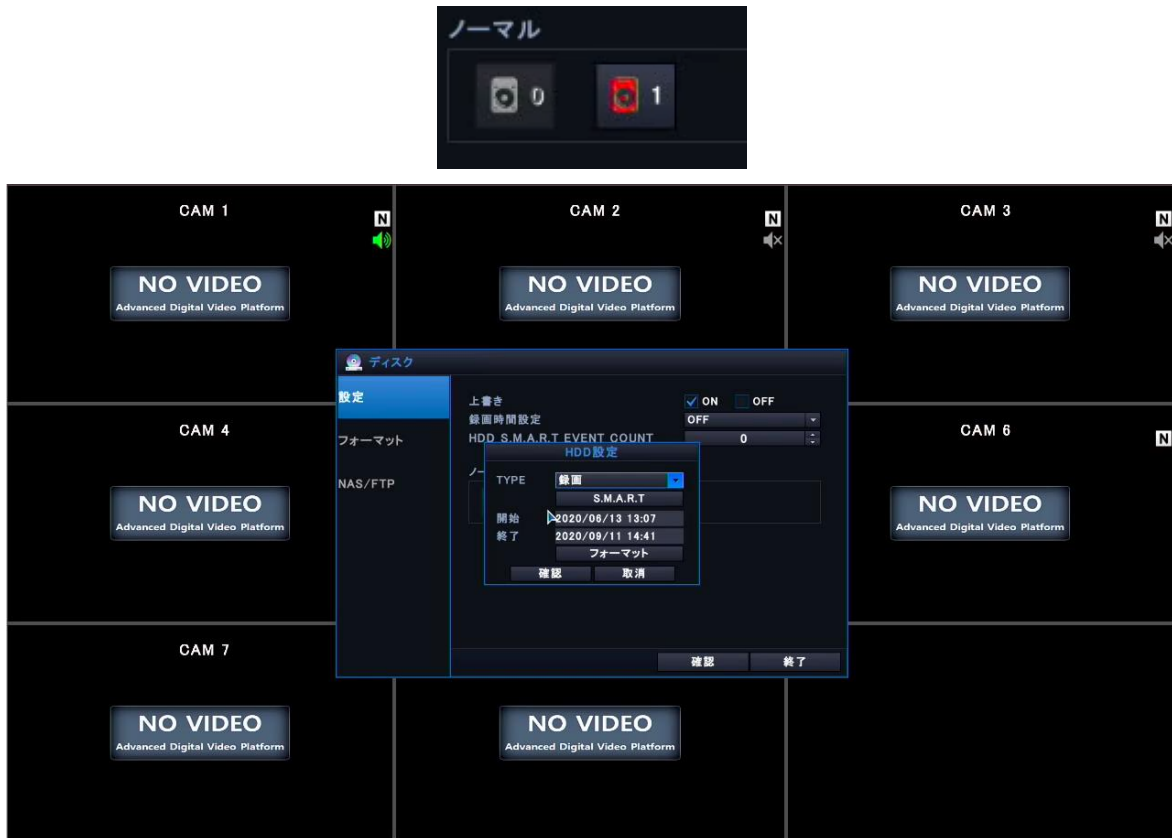 ノーマル
0 1
CAM 1
N
CAM 2
N
CAM 3
N
NO VIDEO
Advanced Digital Video Platform
NO VIDEO
Advanced Digital Video Platform
NO VIDEO
Advanced Digital Video Platform
ディスク
設定
フォーマット
NAS/FTP
上書き ON OFF
録画時間設定 OFF
HDD S.M.A.R.T EVENT COUNT 0
HDD設定
TYPE 録画
S.M.A.R.T
開始 2020/06/13 13:07
終了 2020/09/11 14:41
フォーマット
確認 取消
確認 終了
CAM 4
CAM 6
N
NO VIDEO
Advanced Digital Video Platform
NO VIDEO
Advanced Digital Video Platform
CAM 7
NO VIDEO
Advanced Digital Video Platform
NO VIDEO
Advanced Digital Video Platform